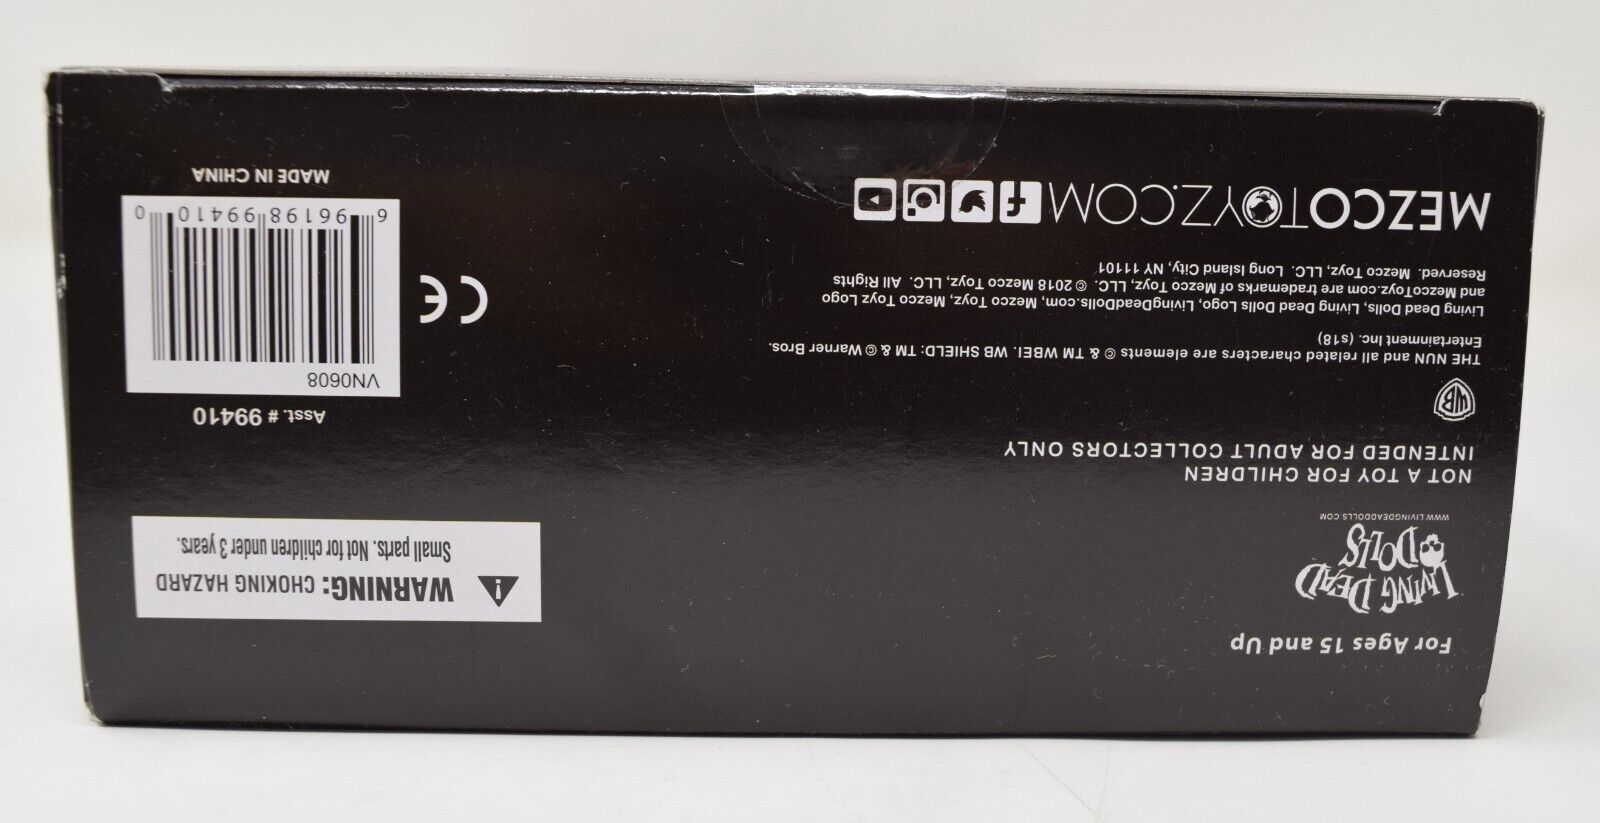 For Ages 15 and Up
LIVING DEAD
DOLLS
WWW.LIVINGDEADDOLLS.COM
NOT A TOY FOR CHILDREN
INTENDED FOR ADULT COLLECTORS ONLY
WB
THE NUN and all related characters are elements © & TM WBEI. WB SHIELD: TM & © Warner Bros.
Entertainment Inc. (s18)
Living Dead Dolls, Living Dead Dolls Logo, LivingDeadDolls.com, Mezco Toyz, Mezco Toyz Logo
and MezcoToyz.com are trademarks of Mezco Toyz, LLC. © 2018 Mezco Toyz, LLC. All Rights
Reserved. Mezco Toyz, LLC. Long Island City, NY 11101
MEZCOTOYZ.COM
WARNING: CHOKING HAZARD
Small parts. Not for children under 3 years.
Asst. # 99410
VN0608
6 96198 99410 0
MADE IN CHINA
CE